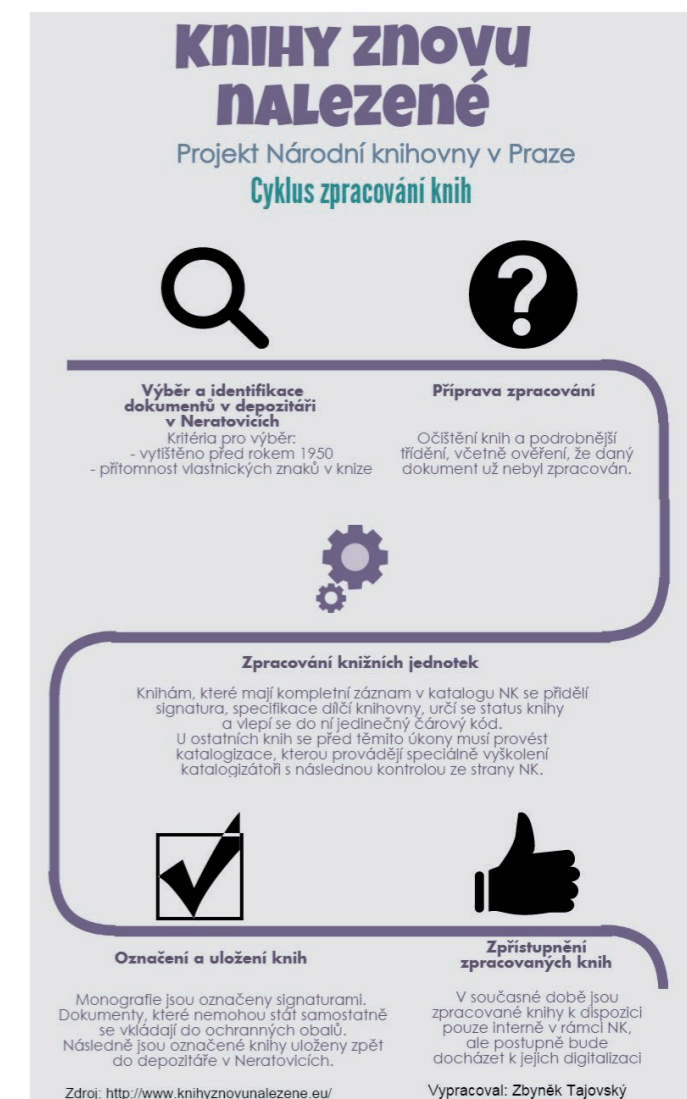 KNIHY ZNOVU
NALEZENÉ
Projekt Národní knihovny v Praze
Cyklus zpracování knih
Výběr a identifikace
dokumentů v depozitáři
v Neratovicích
Kritéria pro výběr:
- vytištěno před rokem 1950
- přítomnost vlastnických znaků v knize
Příprava zpracování
Očištění knih a podrobnější
třídění, včetně ověření, že daný
dokument už nebyl zpracován.
Zpracování knižních jednotek
Knihám, které mají kompletní záznam v katalogu NK se přidělí
signatura, specifikace dílčí knihovny, určí se status knihy
a vlepí se do ní jedinečný čárový kód.
U ostatních knih se před těmito úkony musí provést
katalogizace, kterou provádějí speciálně vyškolení
katalogizátoři s následnou kontrolou ze strany NK.
Označení a uložení knih
Monografie jsou označeny signaturami.
Dokumenty, které nemohou stát samostatně
se vkládají do ochranných obalů.
Následně jsou označené knihy uloženy zpět
do depozitáře v Neratovicích.
Zpřístupnění
zpracovaných knih
V současné době jsou
zpracované knihy k dispozici
pouze interně v rámci NK,
ale postupně bude
docházet k jejich digitalizaci
Zdroj: http://www.knihyznovunalezene.eu/
Vypracoval: Zbyněk Tajovský